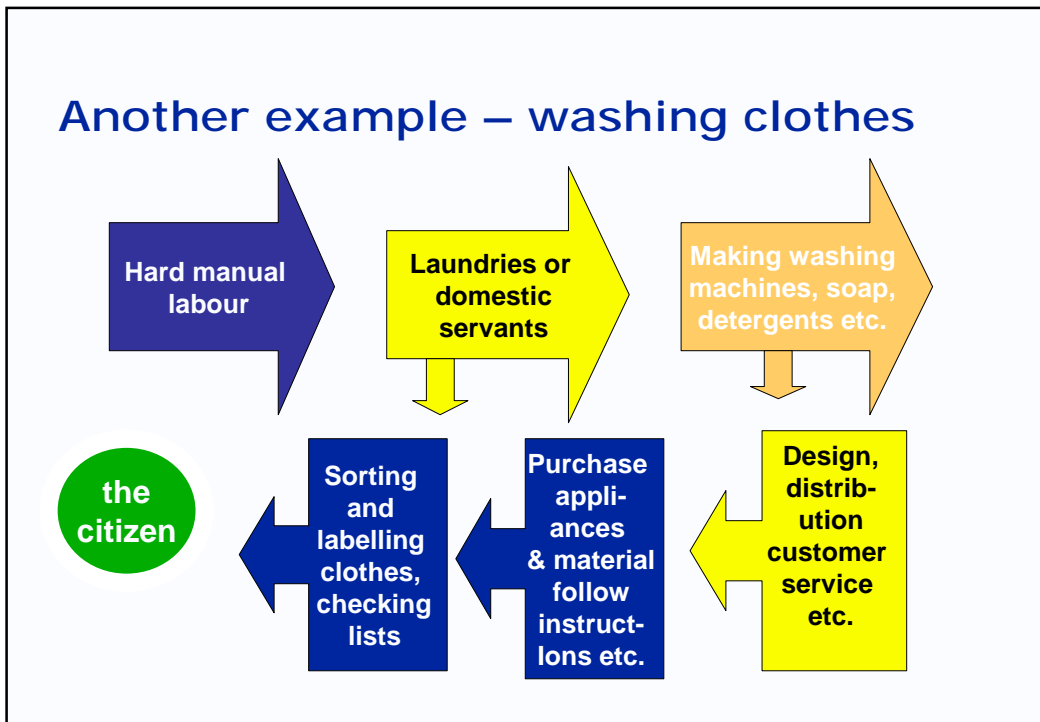 Another example – washing clothes
Hard manual
labour
Laundries or
domestic
servants
Making washing
machines, soap,
detergents etc.
the
citizen
Sorting
and
labelling
clothes,
checking
lists
Purchase
appli-
ances
& material
follow
instruct-
Ions etc.
Design,
distrib-
ution
customer
service
etc.